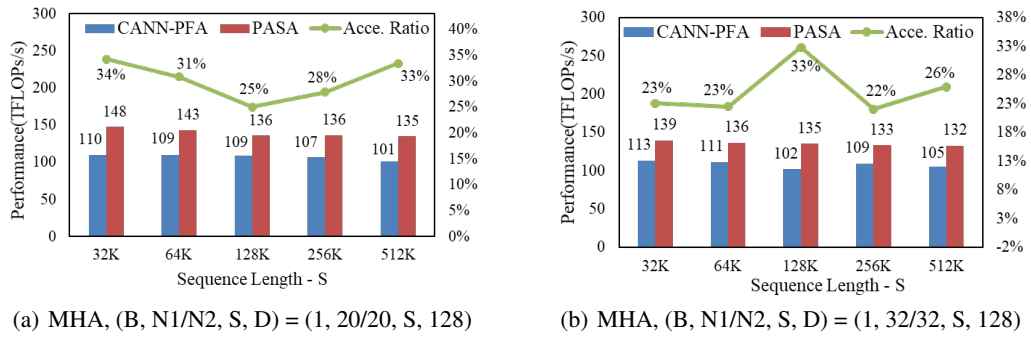 CANN-PFA PASA Acce. Ratio
Performance(TFLOPs/s)
300
250
200
150
100
50
0
40%
35%
30%
25%
20%
15%
10%
5%
0%
34% 31% 25% 28% 33%
148 143 136 136 135
110 109 109 107 101
32K 64K 128K 256K 512K
Sequence Length - S
(a) MHA, (B, N1/N2, S, D) = (1, 20/20, S, 128)
CANN-PFA PASA Acce. Ratio
Performance(TFLOPs/s)
300
250
200
150
100
50
0
38%
33%
28%
23%
18%
13%
8%
3%
-2%
23% 23% 33% 22% 26%
139 136 135 133 132
113 111 102 109 105
32K 64K 128K 256K 512K
Sequence Length - S
(b) MHA, (B, N1/N2, S, D) = (1, 32/32, S, 128)